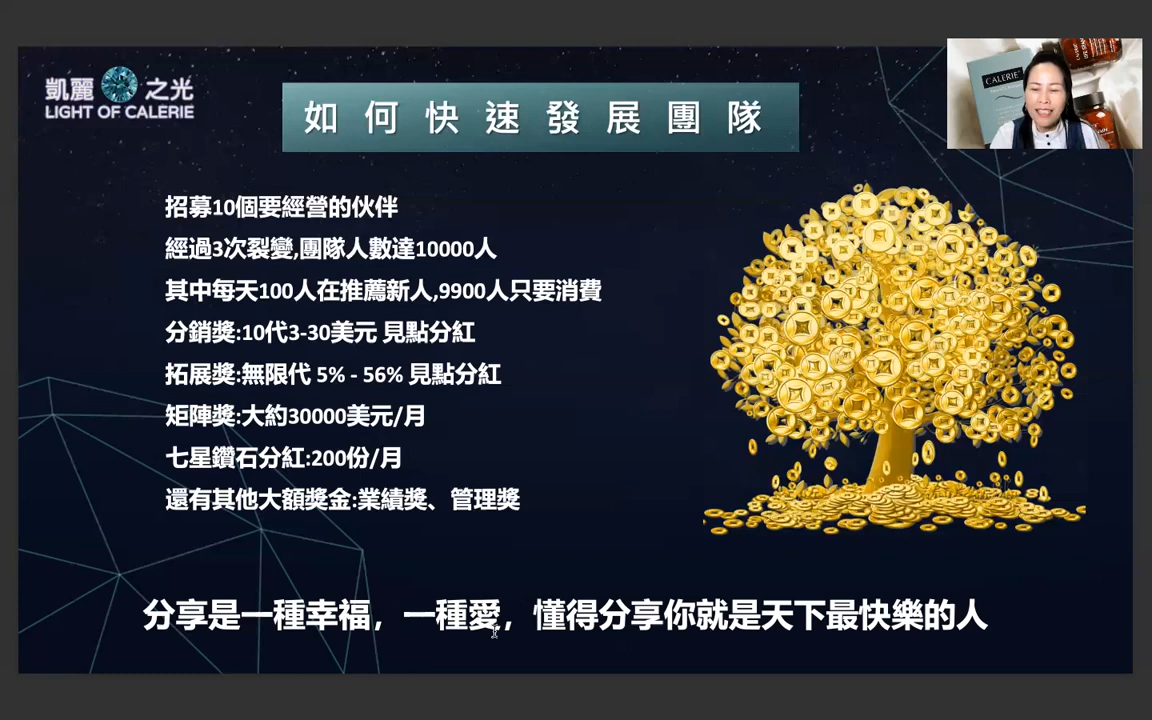 凱麗之光
LIGHT OF CALERIE
如何快速發展團隊
CALERIE
招募10個要經營的伙伴
經過3次裂變,團隊人數達10000人
其中每天100人在推薦新人,9900人只要消費
分銷獎:10代3-30美元 見點分紅
拓展獎:無限代 5% - 56% 見點分紅
矩陣獎:大約30000美元/月
七星鑽石分紅:200份/月
還有其他大額獎金:業績獎、管理獎
分享是一種幸福，一種愛，懂得分享你就是天下最快樂的人